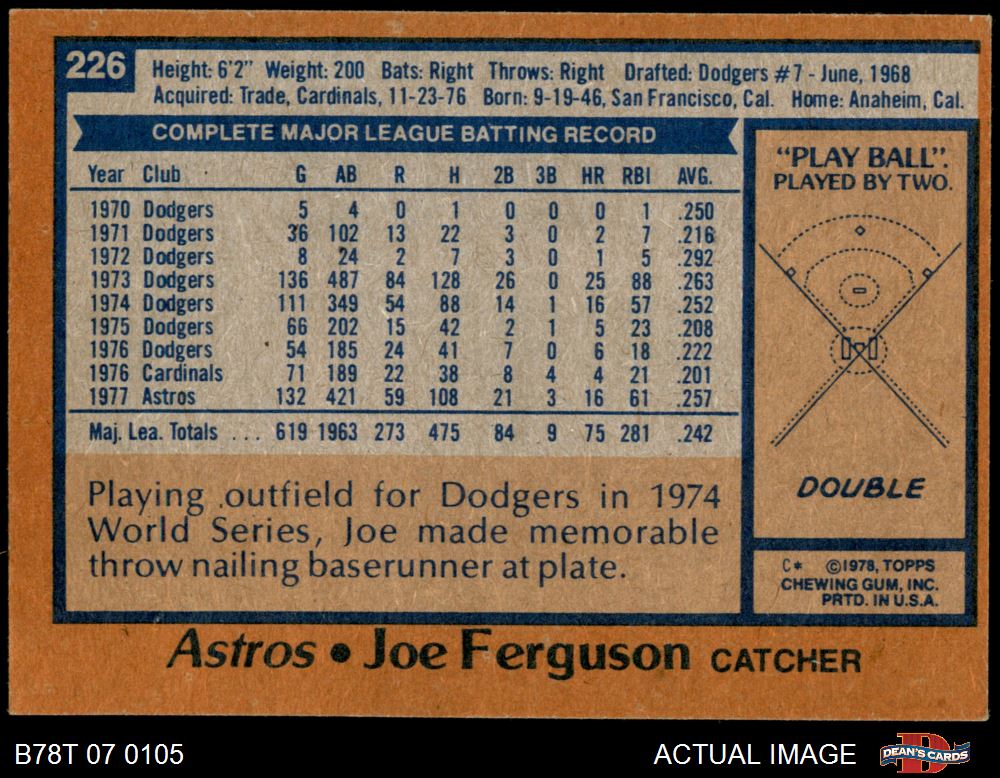 226
Height: 6'2" Weight: 200 Bats: Right Throws: Right Drafted: Dodgers #7 - June, 1968
Acquired: Trade, Cardinals, 11-23-76 Born: 9-19-46, San Francisco, Cal. Home: Anaheim, Cal.
COMPLETE MAJOR LEAGUE BATTING RECORD
Year Club G AB R H 2B 3B HR RBI AVG.
1970 Dodgers 5 4 0 1 0 0 0 1 .250
1971 Dodgers 36 102 13 22 3 0 2 7 .216
1972 Dodgers 8 24 2 7 3 0 1 5 .292
1973 Dodgers 136 487 84 128 26 0 25 88 .263
1974 Dodgers 111 349 54 88 14 1 16 57 .252
1975 Dodgers 66 202 15 42 2 1 5 23 .208
1976 Dodgers 54 185 24 41 7 0 6 18 .222
1976 Cardinals 71 189 22 38 8 4 4 21 .201
1977 Astros 132 421 59 108 21 3 16 61 .257
Maj. Lea. Totals ... 619 1963 273 475 84 9 75 281 .242
Playing outfield for Dodgers in 1974
World Series, Joe made memorable
throw nailing baserunner at plate.
"PLAY BALL".
PLAYED BY TWO.
DOUBLE
C* ©1978, TOPPS
CHEWING GUM, INC.
PRTD. IN U.S.A.
Astros • Joe Ferguson CATCHER
B78T 07 0105
ACTUAL IMAGE
D
DEAN'S CARDS